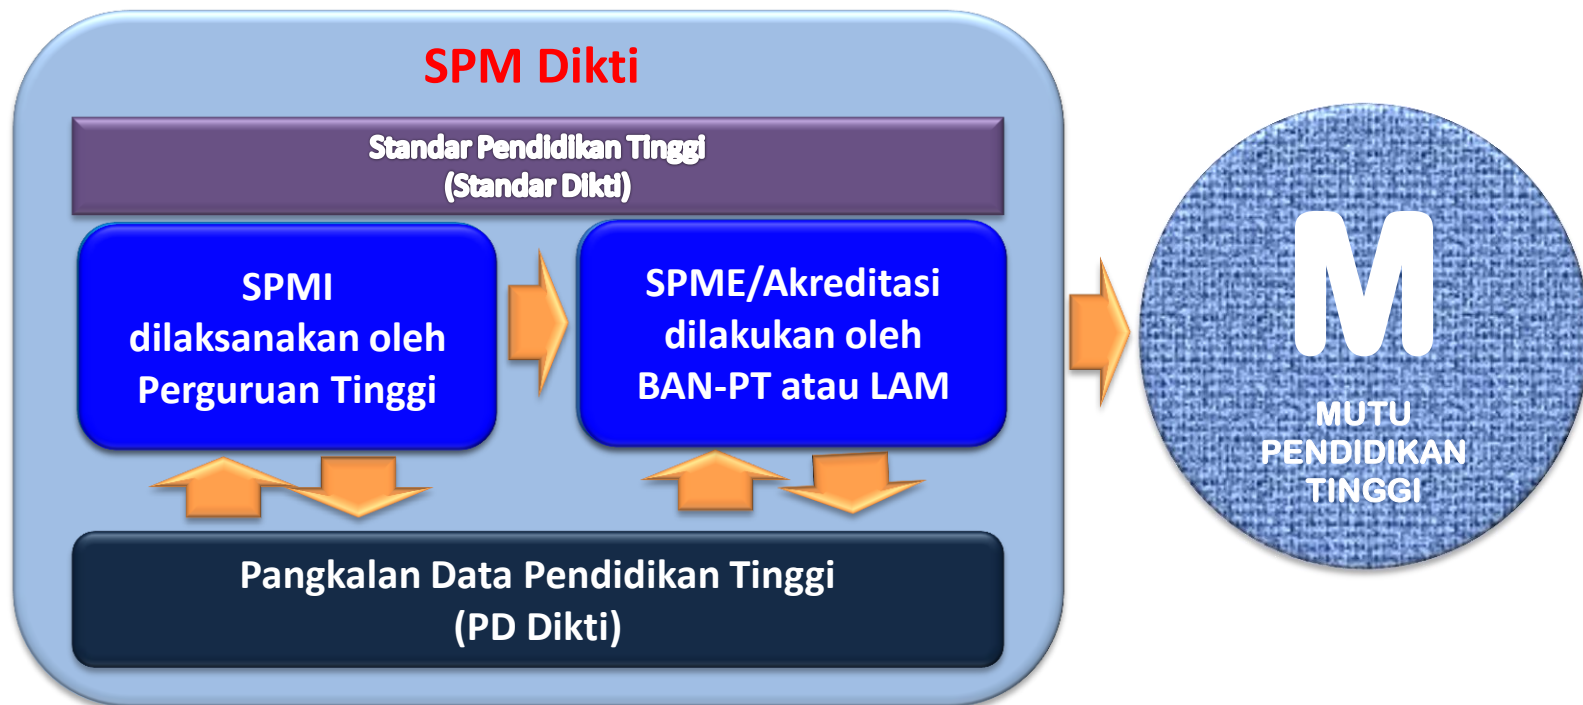 SPM Dikti
Standar Pendidikan Tinggi
(Standar Dikti)
SPMI
dilaksanakan oleh
Perguruan Tinggi
SPME/Akreditasi
dilakukan oleh
BAN-PT atau LAM
Pangkalan Data Pendidikan Tinggi
(PD Dikti)
M
MUTU
PENDIDIKAN
TINGGI